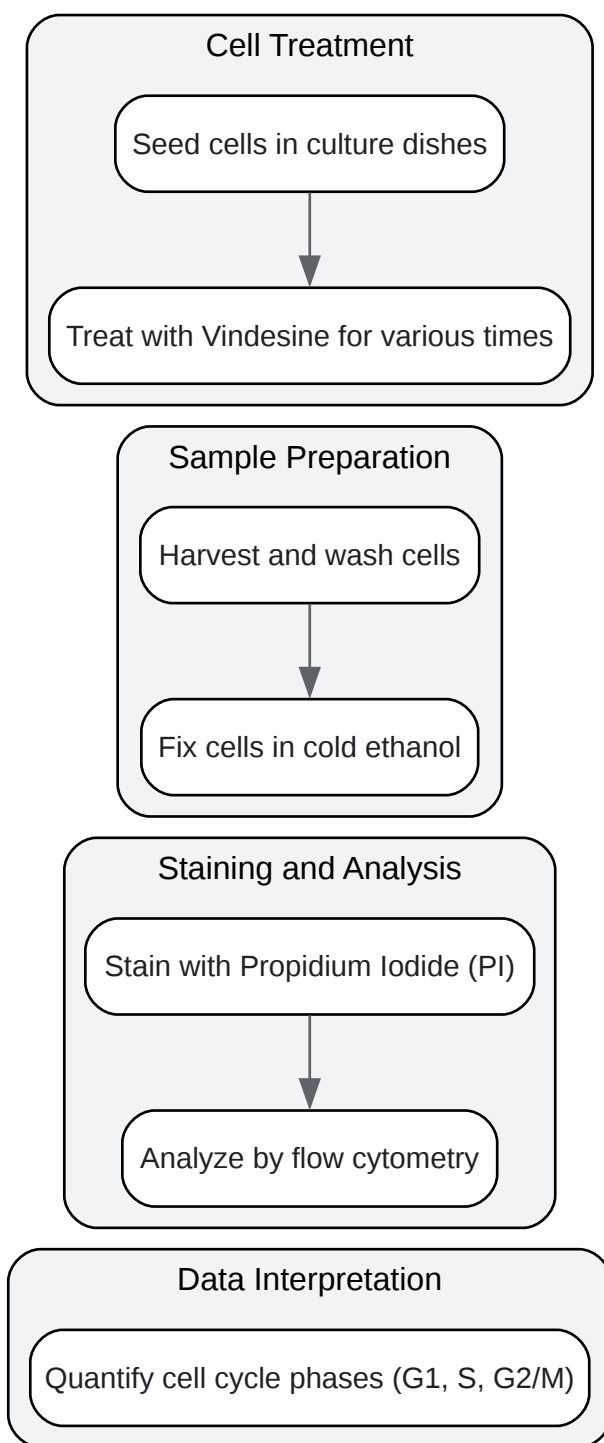 Cell Treatment
Seed cells in culture dishes
Treat with Vindesine for various times
Sample Preparation
Harvest and wash cells
Fix cells in cold ethanol
Staining and Analysis
Stain with Propidium Iodide (PI)
Analyze by flow cytometry
Data Interpretation
Quantify cell cycle phases (G1, S, G2/M)